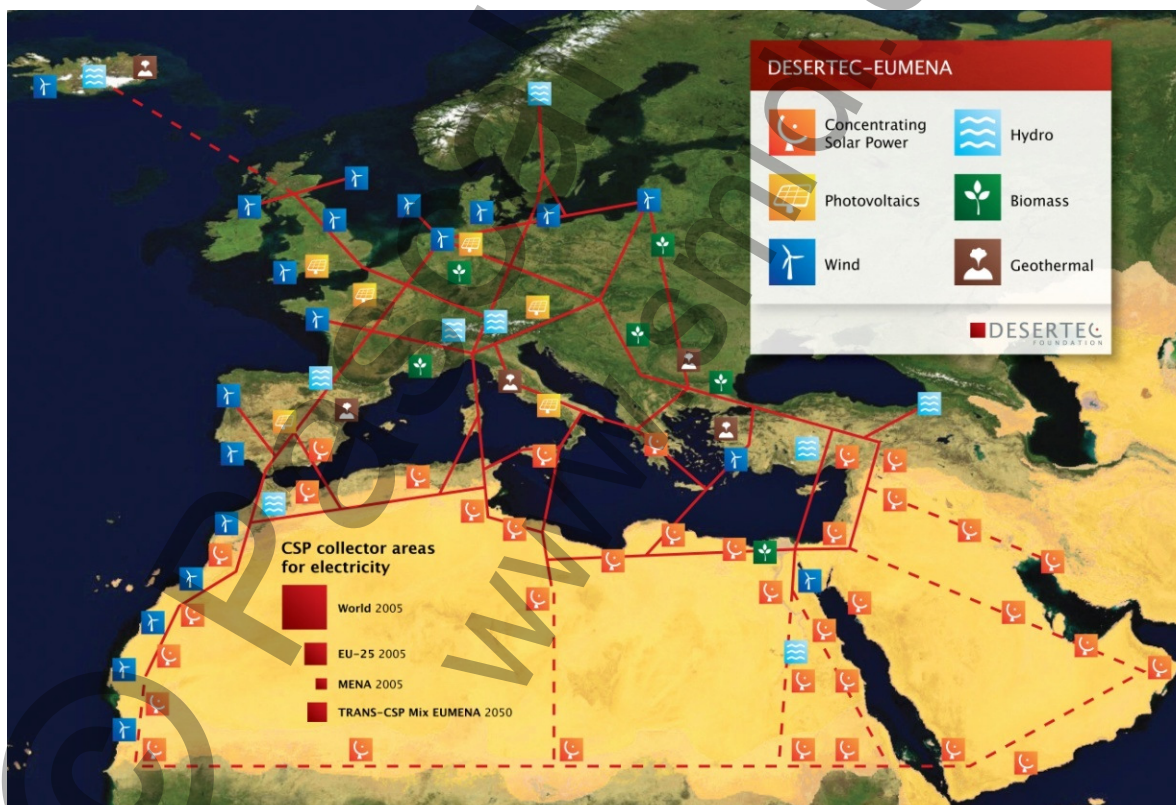 DESERTEC-EUMENA
Concentrating
Solar Power
Hydro
Photovoltaics
Biomass
Wind
Geothermal
DESERTEC
FOUNDATION
CSP collector areas
for electricity
World 2005
EU-25 2005
MENA 2005
TRANS-CSP Mix EUMENA 2050